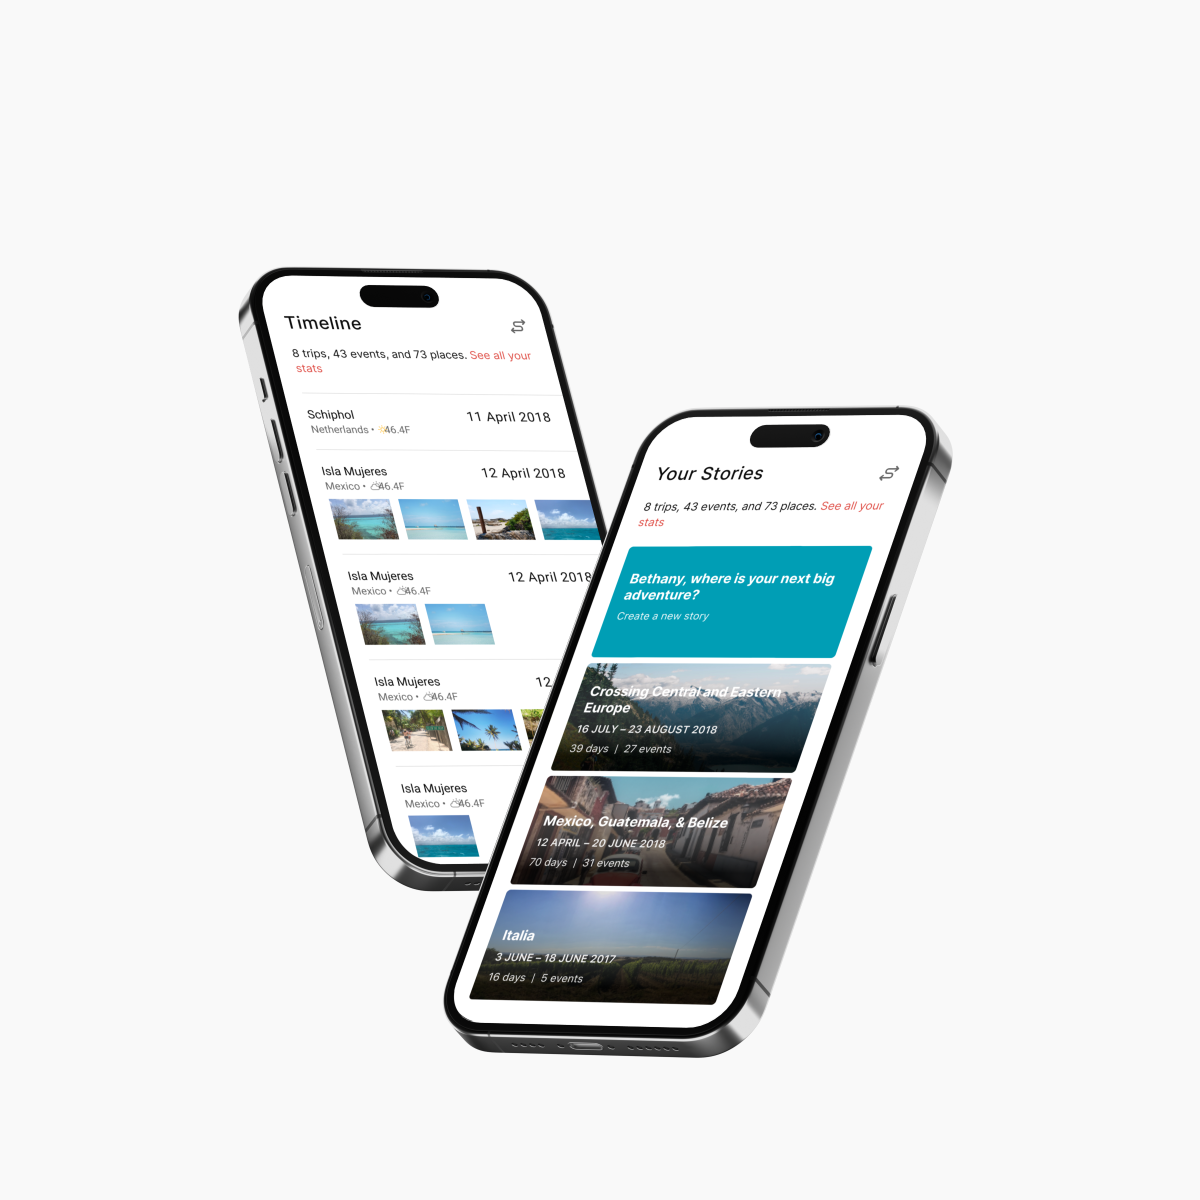 Timeline
8 trips, 43 events, and 73 places. See all your
stats
Schiphol
11 April 2018
Netherlands • 46.4F
Isla Mujeres
12 April 2018
Mexico • 46.4F
Isla Mujeres
12 April 2018
Mexico • 46.4F
Isla Mujeres
12
Mexico • 46.4F
Isla Mujeres
Mexico • 46.4F
Your Stories
8 trips, 43 events, and 73 places. See all your
stats
Bethany, where is your next big
adventure?
Create a new story
Crossing Central and Eastern
Europe
16 JULY – 23 AUGUST 2018
39 days | 27 events
Mexico, Guatemala, & Belize
12 APRIL – 20 JUNE 2018
70 days | 31 events
Italia
3 JUNE – 18 JUNE 2017
16 days | 5 events